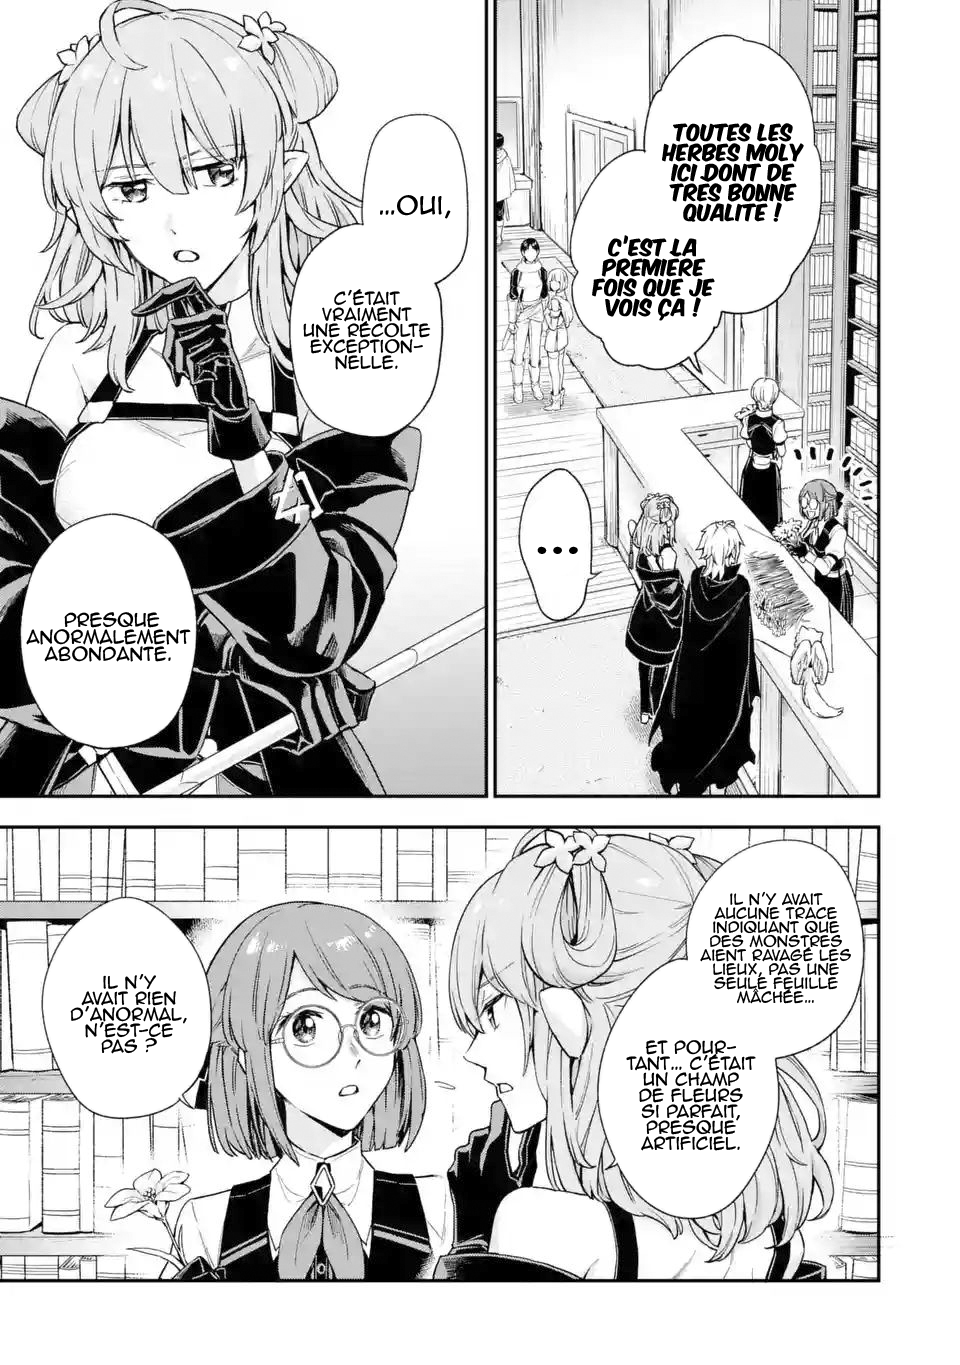 TOUTES LES
HERBES MOLY
ICI DONT DE
TRES BONNE
QUALITE !
C'EST LA
PREMIERE
FOIS QUE JE
VOIS ÇA !
...
...OUI,
C'ÉTAIT
VRAIMENT
UNE RÉCOLTE
EXCEPTION-
NELLE.
PRESQUE
ANORMALEMENT
ABONDANTE.
IL N'Y AVAIT
AUCUNE TRACE
INDIQUANT QUE
DES MONSTRES
AIENT RAVAGÉ LES
LIEUX, PAS UNE
SEULE FEUILLE
MÂCHÉE...
ET POUR-
TANT... C'ÉTAIT
UN CHAMP
DE FLEURS
SI PARFAIT,
PRESQUE
ARTIFICIEL.
IL N'Y
AVAIT RIEN
D'ANORMAL,
N'EST-CE
PAS ?